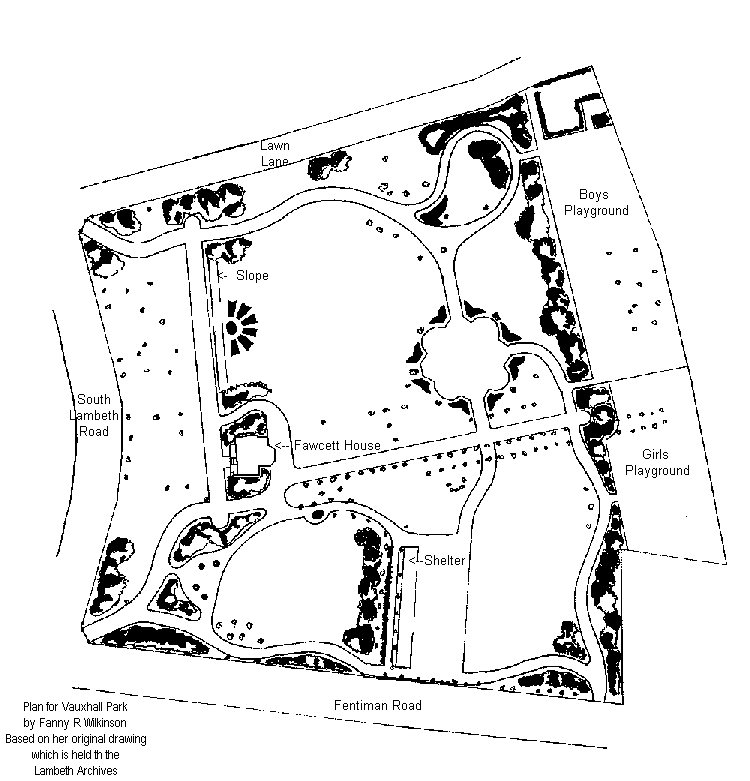 Lawn
Lane
Boys
Playground
<- Slope
South
Lambeth
Road
<-- Fawcett House
Girls
Playground
<-Shelter
Fentiman Road
Plan for Vauxhall Park
by Fanny R Wilkinson
Based on her original drawing
which is held th the
Lambeth Archives